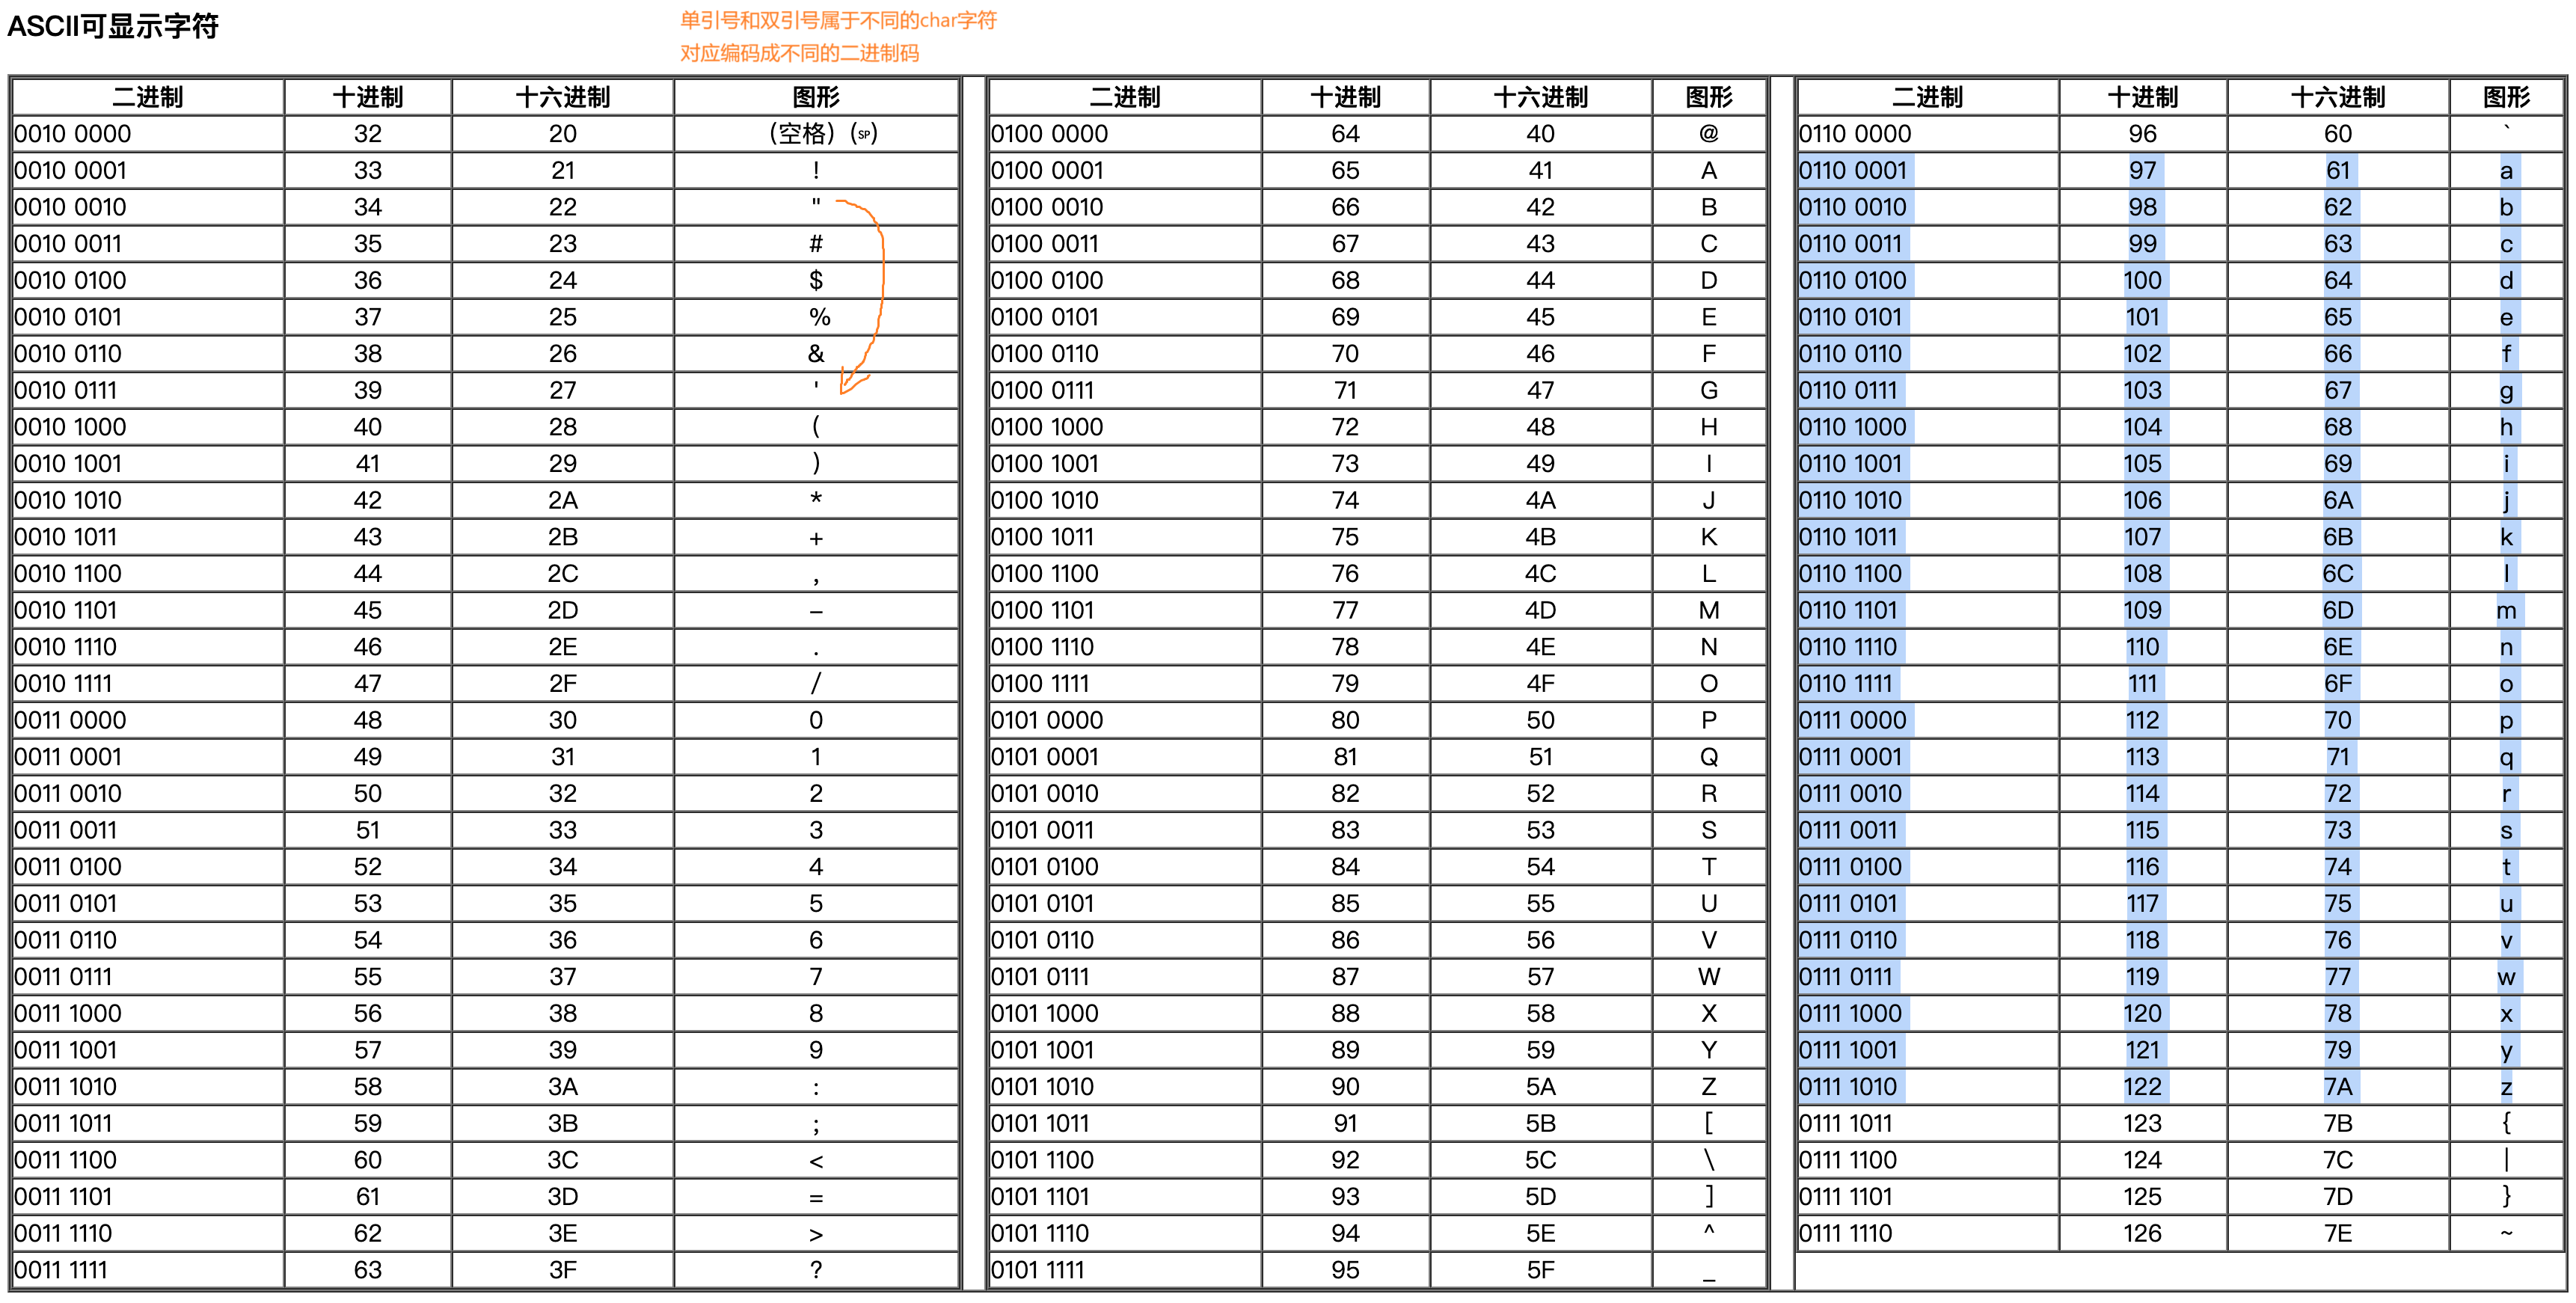 ASCII可显示字符
单引号和双引号属于不同的char字符
对应编码成不同的二进制码
二进制 十进制 十六进制 图形
0010 0000 32 20 (空格) (␠)
0010 0001 33 21 !
0010 0010 34 22 "
0010 0011 35 23 #
0010 0100 36 24 $
0010 0101 37 25 %
0010 0110 38 26 &
0010 0111 39 27 '
0010 1000 40 28 (
0010 1001 41 29 )
0010 1010 42 2A *
0010 1011 43 2B +
0010 1100 44 2C ,
0010 1101 45 2D –
0010 1110 46 2E .
0010 1111 47 2F /
0011 0000 48 30 0
0011 0001 49 31 1
0011 0010 50 32 2
0011 0011 51 33 3
0011 0100 52 34 4
0011 0101 53 35 5
0011 0110 54 36 6
0011 0111 55 37 7
0011 1000 56 38 8
0011 1001 57 39 9
0011 1010 58 3A :
0011 1011 59 3B ;
0011 1100 60 3C <
0011 1101 61 3D =
0011 1110 62 3E >
0011 1111 63 3F ?
二进制 十进制 十六进制 图形
0100 0000 64 40 @
0100 0001 65 41 A
0100 0010 66 42 B
0100 0011 67 43 C
0100 0100 68 44 D
0100 0101 69 45 E
0100 0110 70 46 F
0100 0111 71 47 G
0100 1000 72 48 H
0100 1001 73 49 I
0100 1010 74 4A J
0100 1011 75 4B K
0100 1100 76 4C L
0100 1101 77 4D M
0100 1110 78 4E N
0100 1111 79 4F O
0101 0000 80 50 P
0101 0001 81 51 Q
0101 0010 82 52 R
0101 0011 83 53 S
0101 0100 84 54 T
0101 0101 85 55 U
0101 0110 86 56 V
0101 0111 87 57 W
0101 1000 88 58 X
0101 1001 89 59 Y
0101 1010 90 5A Z
0101 1011 91 5B [
0101 1100 92 5C \
0101 1101 93 5D ]
0101 1110 94 5E ^
0101 1111 95 5F _
二进制 十进制 十六进制 图形
0110 0000 96 60 `
0110 0001 97 61 a
0110 0010 98 62 b
0110 0011 99 63 c
0110 0100 100 64 d
0110 0101 101 65 e
0110 0110 102 66 f
0110 0111 103 67 g
0110 1000 104 68 h
0110 1001 105 69 i
0110 1010 106 6A j
0110 1011 107 6B k
0110 1100 108 6C l
0110 1101 109 6D m
0110 1110 110 6E n
0110 1111 111 6F o
0111 0000 112 70 p
0111 0001 113 71 q
0111 0010 114 72 r
0111 0011 115 73 s
0111 0100 116 74 t
0111 0101 117 75 u
0111 0110 118 76 v
0111 0111 119 77 w
0111 1000 120 78 x
0111 1001 121 79 y
0111 1010 122 7A z
0111 1011 123 7B {
0111 1100 124 7C |
0111 1101 125 7D }
0111 1110 126 7E ~